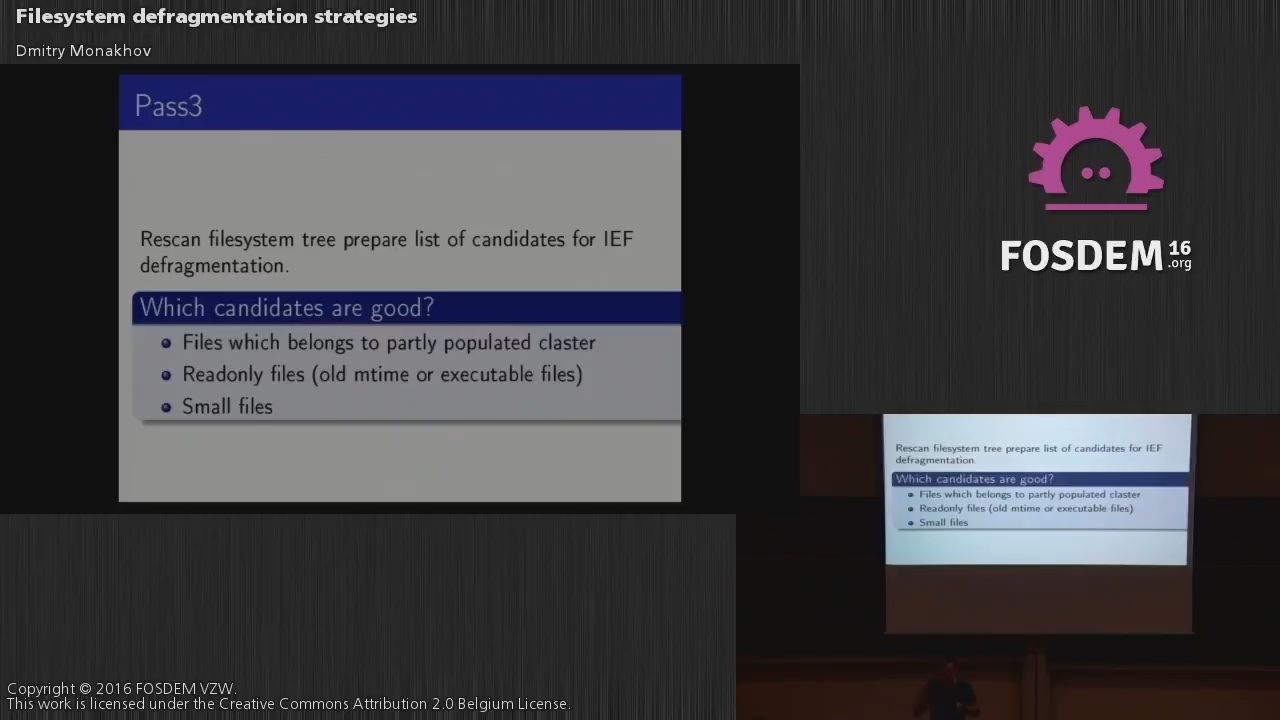 Filesystem defragmentation strategies
Dmitry Monakhov
Pass3
Rescan filesystem tree prepare list of candidates for IEF
defragmentation.
Which candidates are good?
Files which belongs to partly populated claster
Readonly files (old mtime or executable files)
Small files
FOSDEM 16 .org
Rescan filesystem tree prepare list of candidates for IEF
defragmentation.
Which candidates are good?
Files which belongs to partly populated claster
Readonly files (old mtime or executable files)
Small files
Copyright © 2016 FOSDEM VZW.
This work is licensed under the Creative Commons Attribution 2.0 Belgium License.